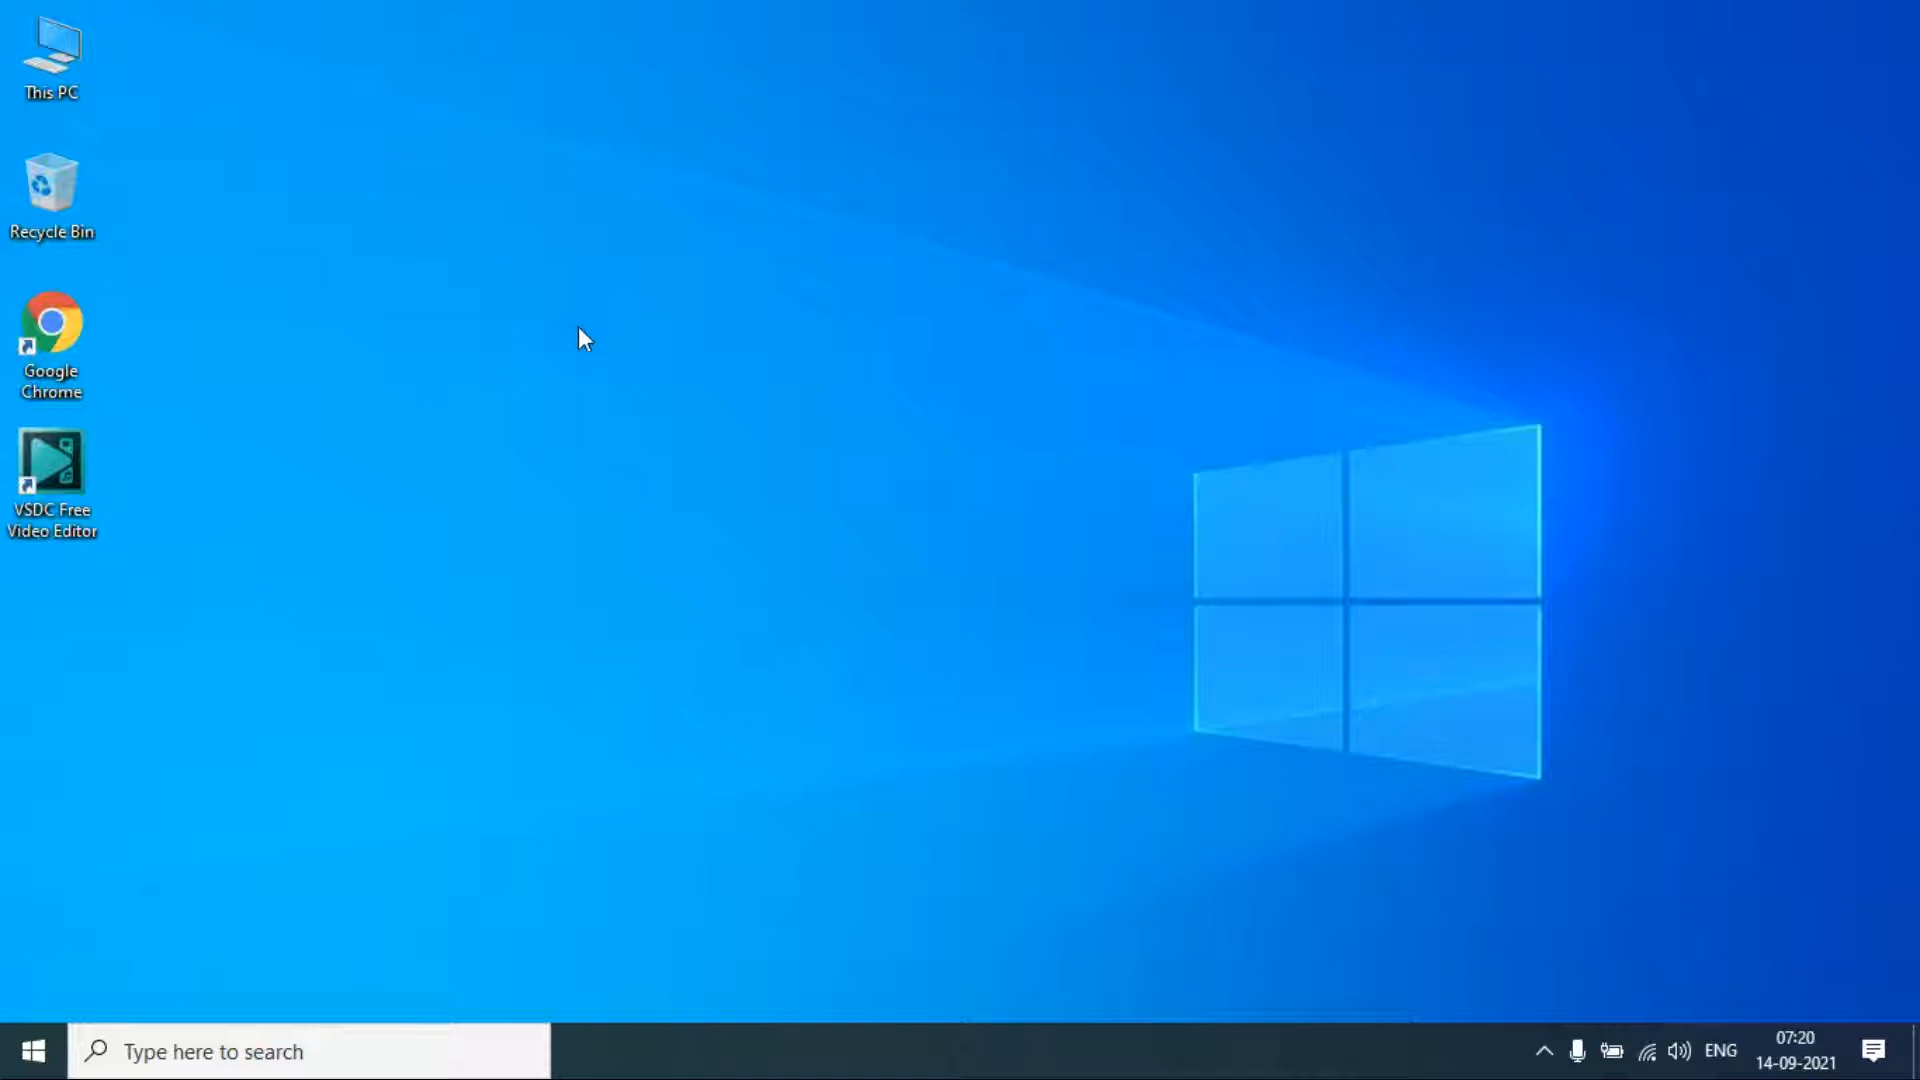 This PC
Recycle Bin
Google
Chrome
VSDC Free
Video Editor
Type here to search
ENG
07:20
14-09-2021